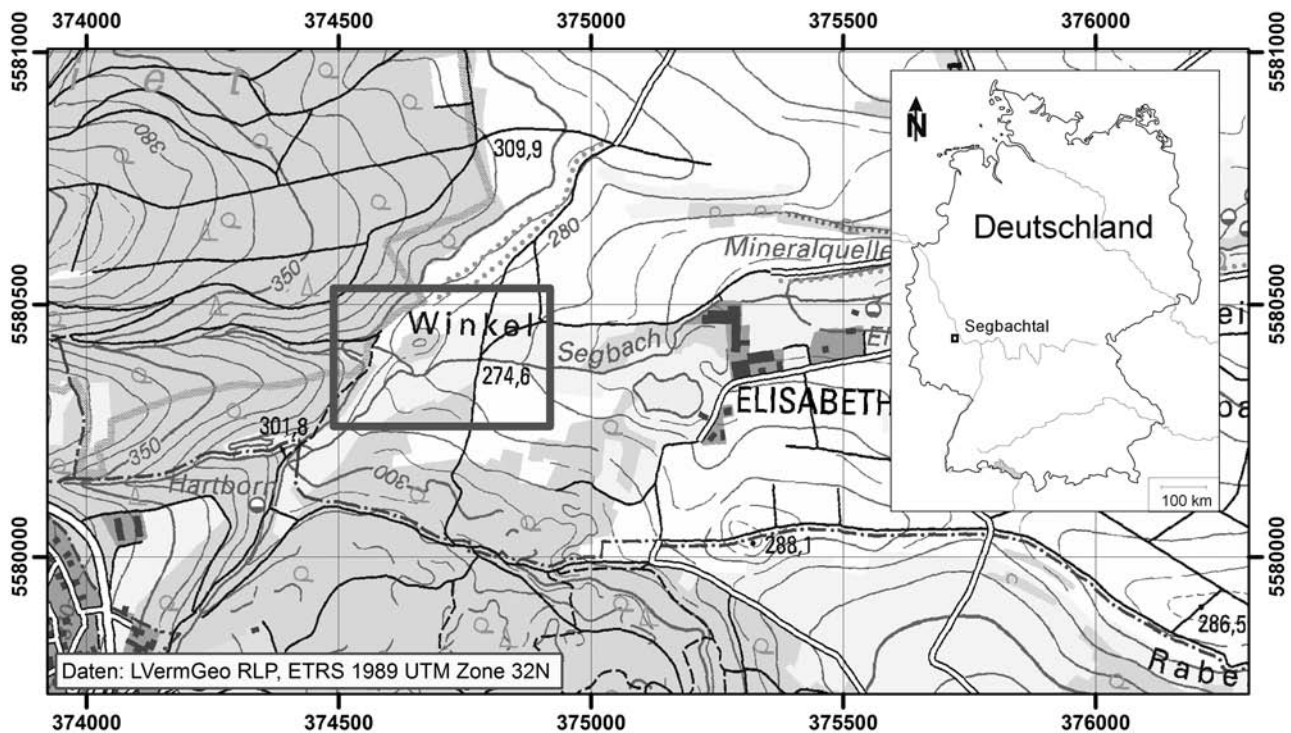 374000 374500 375000 375500 376000
5581000
5581000
N
380
309,9
Deutschland
280
Mineralquelle
350
5580500
5580500
Winkel
Segbach
Segbachtal
274,6
ELISABETH
301,8
350
300
Hartborn
100 km
5580000
5580000
288,1
286,5
Rabe
Daten: LVermGeo RLP, ETRS 1989 UTM Zone 32N
374000 374500 375000 375500 376000